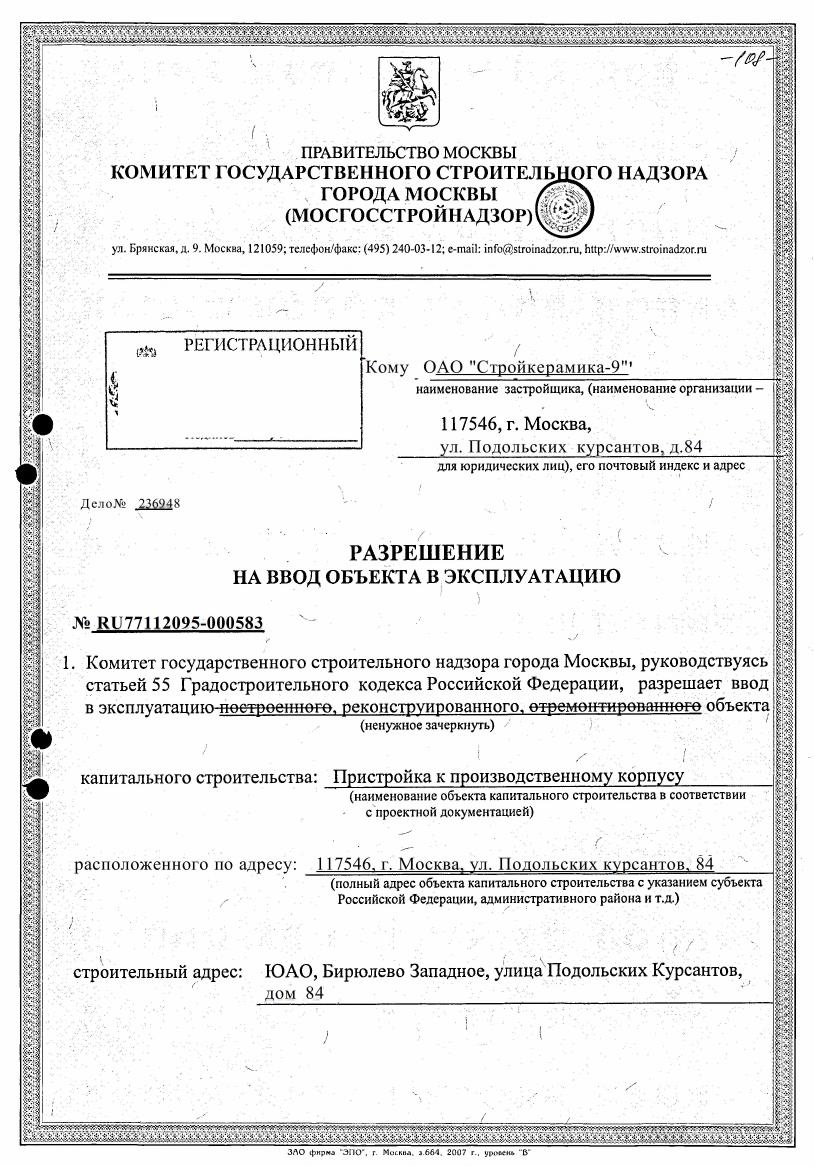 -108-
ПРАВИТЕЛЬСТВО МОСКВЫ
КОМИТЕТ ГОСУДАРСТВЕННОГО СТРОИТЕЛЬНОГО НАДЗОРА
ГОРОДА МОСКВЫ
(МОСГОССТРОЙНАДЗОР)
ул. Брянская, д. 9. Москва, 121059; телефон/факс: (495) 240-03-12; e-mail: info@stroinadzor.ru, http://www.stroinadzor.ru
РЕГИСТРАЦИОННЫЙ
Кому ОАО "Стройкерамика-9"
наименование застройщика, (наименование организации –
117546, г. Москва,
ул. Подольских курсантов, д.84
для юридических лиц), его почтовый индекс и адрес
Дело№ 236948
РАЗРЕШЕНИЕ
НА ВВОД ОБЪЕКТА В ЭКСПЛУАТАЦИЮ
№ RU77112095-000583
1. Комитет государственного строительного надзора города Москвы, руководствуясь
статьей 55 Градостроительного кодекса Российской Федерации, разрешает ввод
в эксплуатацию построенного, реконструированного, отремонтированного объекта
(ненужное зачеркнуть)
капитального строительства: Пристройка к производственному корпусу
(наименование объекта капитального строительства в соответствии
с проектной документацией)
расположенного по адресу: 117546, г. Москва, ул. Подольских курсантов, 84
(полный адрес объекта капитального строительства с указанием субъекта
Российской Федерации, административного района и т.д.)
строительный адрес: ЮАО, Бирюлево Западное, улица Подольских Курсантов,
дом 84
ЗАО фирма "ЭПО", г. Москва, з.664, 2007 г., уровень "В"